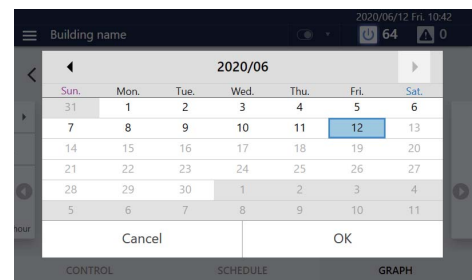 2020/06/12 Fri. 10:42
Building name 64 0
2020/06
Sun. Mon. Tue. Wed. Thu. Fri. Sat.
31 1 2 3 4 5 6
7 8 9 10 11 12 13
14 15 16 17 18 19 20
21 22 23 24 25 26 27
28 29 30 1 2 3 4
5 6 7 8 9 10 11
hour
Cancel OK
CONTROL SCHEDULE GRAPH